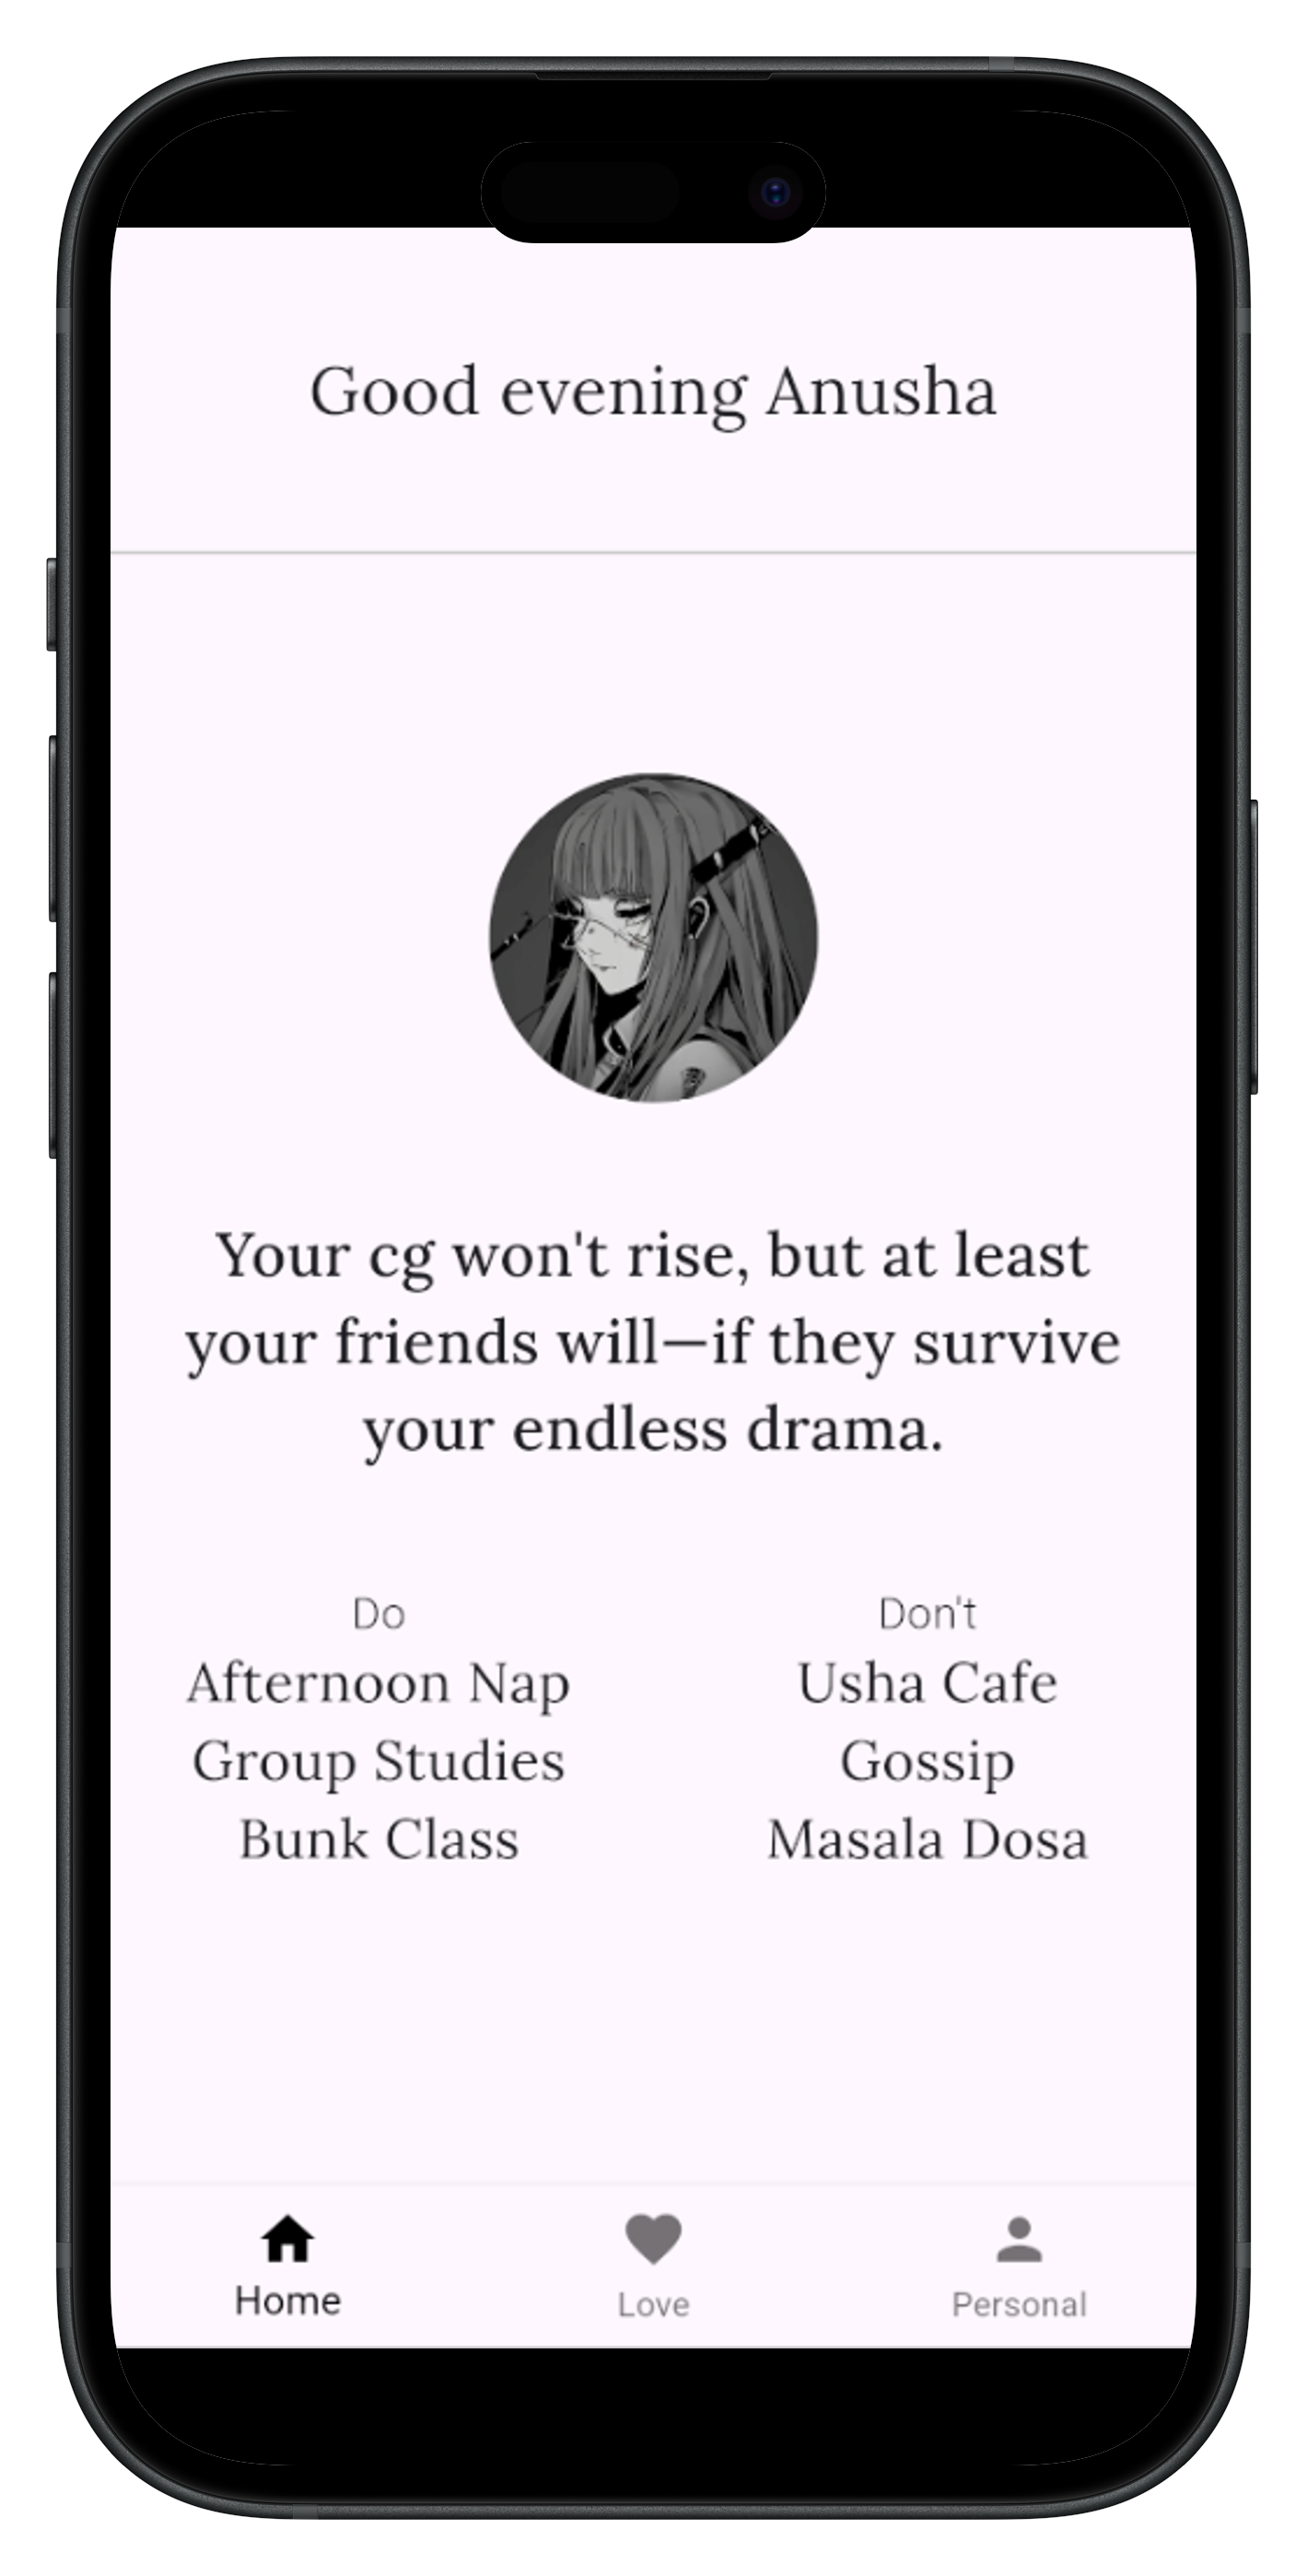 Good evening Anusha
Your cg won't rise, but at least
your friends will—if they survive
your endless drama.
Do
Afternoon Nap
Group Studies
Bunk Class
Don't
Usha Cafe
Gossip
Masala Dosa
Home
Love
Personal